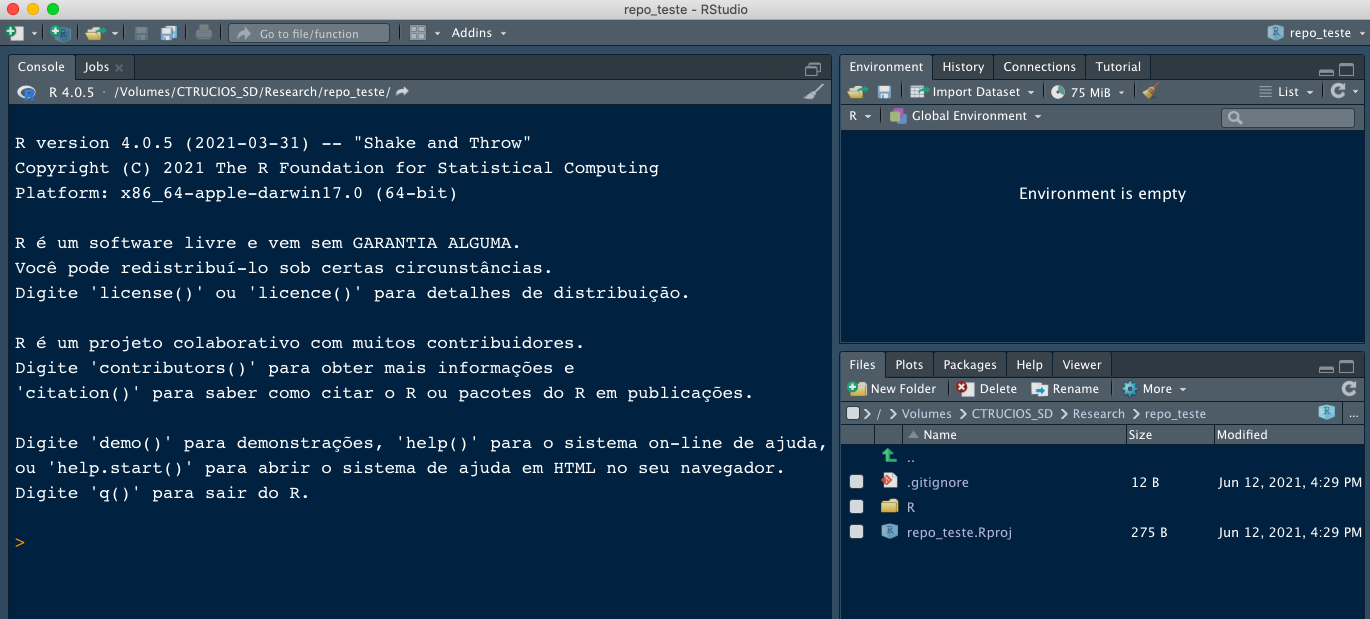 repo_teste - RStudio
Go to file/function
Addins
repo_teste
Console Jobs
R 4.0.5 · /Volumes/CTRUCIOS_SD/Research/repo_teste/
R version 4.0.5 (2021-03-31) -- "Shake and Throw"
Copyright (C) 2021 The R Foundation for Statistical Computing
Platform: x86_64-apple-darwin17.0 (64-bit)
R é um software livre e vem sem GARANTIA ALGUMA.
Você pode redistribuí-lo sob certas circunstâncias.
Digite 'license()' ou 'licence()' para detalhes de distribuição.
R é um projeto colaborativo com muitos contribuidores.
Digite 'contributors()' para obter mais informações e
'citation()' para saber como citar o R ou pacotes do R em publicações.
Digite 'demo()' para demonstrações, 'help()' para o sistema on-line de ajuda,
ou 'help.start()' para abrir o sistema de ajuda em HTML no seu navegador.
Digite 'q()' para sair do R.
>
Environment History Connections Tutorial
Import Dataset 75 MiB List
R Global Environment
Environment is empty
Files Plots Packages Help Viewer
New Folder Delete Rename More
/ Volumes CTRUCIOS_SD Research repo_teste ...
Name Size Modified
..
.gitignore 12 B Jun 12, 2021, 4:29 PM
R
repo_teste.Rproj 275 B Jun 12, 2021, 4:29 PM